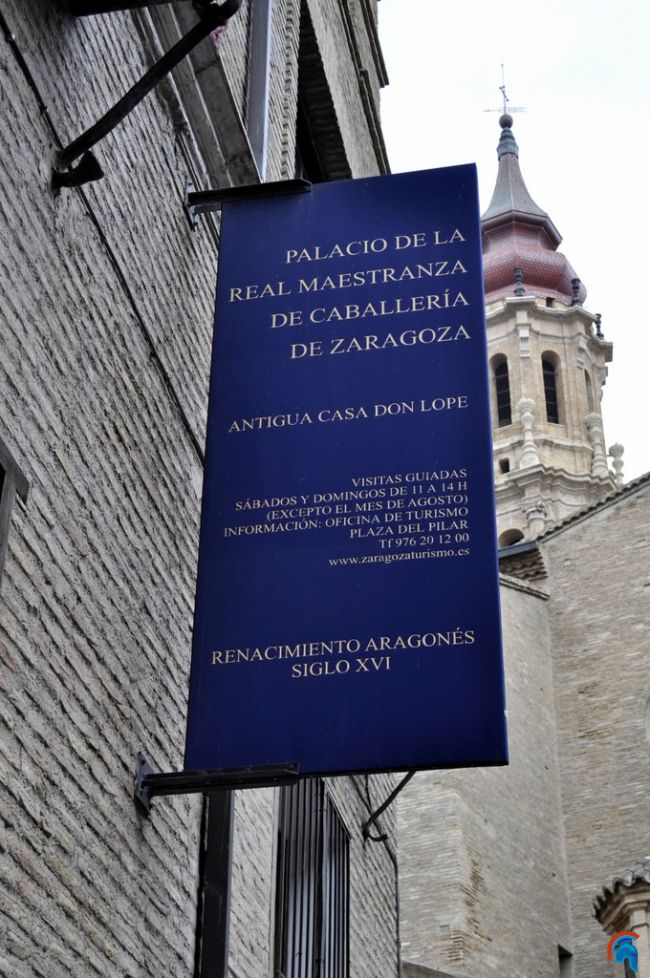 PALACIO DE LA
REAL MAESTRANZA
DE CABALLERÍA
DE ZARAGOZA
ANTIGUA CASA DON LOPE
VISITAS GUIADAS
SÁBADOS Y DOMINGOS DE 11 A 14 H
(EXCEPTO EL MES DE AGOSTO)
INFORMACIÓN: OFICINA DE TURISMO
PLAZA DEL PILAR
Tf 976 20 12 00
www.zaragozaturismo.es
RENACIMIENTO ARAGONÉS
SIGLO XVI